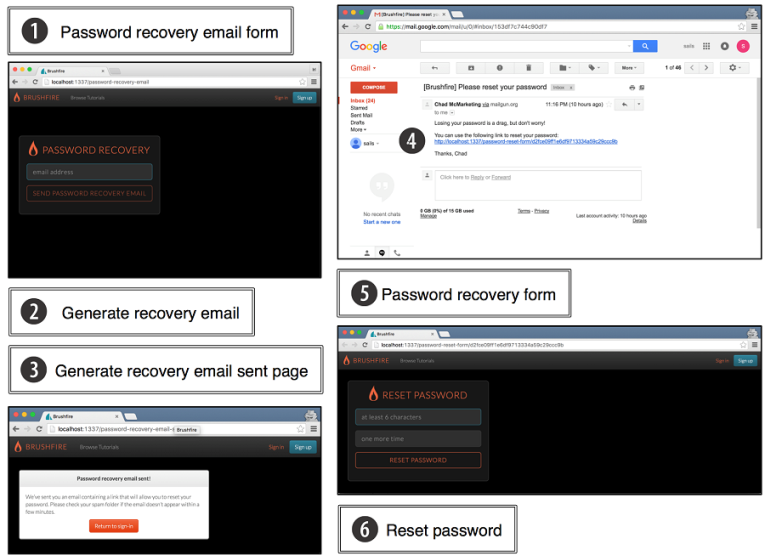 1 Password recovery email form
Brushfire
localhost:1337/password-recovery-email
BRUSHFIRE Browse Tutorials Sign in Sign up
PASSWORD RECOVERY
email address
SEND PASSWORD RECOVERY EMAIL
2 Generate recovery email
3 Generate recovery email sent page
Brushfire
localhost:1337/password-recovery-email-
Brushfire
BRUSHFIRE Browse Tutorials Sign in Sign up
Password recovery email sent!
We've sent you an email containing a link that will allow you to reset your
password. Please check your spam folder if the email doesn't appear within a
few minutes.
Return to sign-in
[Brushfire] Please reset yo
https://mail.google.com/mail/u/0/#inbox/153df7c744c90df7
Google sails S
Gmail More 1 of 46
COMPOSE
Inbox (24)
Starred
Sent Mail
Drafts
More
sails
No recent chats
Start a new one
[Brushfire] Please reset your password Inbox x
Chad McMarketing via mailgun.org 11:16 PM (10 hours ago)
to me
Losing your password is a drag, but don't worry!
4
You can use the following link to reset your password:
http://localhost:1337/password-reset-form/d2fce09ff1e6df9713334a59c29ccc9b
Thanks, Chad
Click here to Reply or Forward
0 GB (0%) of 15 GB used
Manage
Terms - Privacy
Last account activity: 10 hours ago
Details
5 Password recovery form
Brushfire
localhost:1337/password-reset-form/d2fce09ff1e6df9713334a59c29ccc9b
BRUSHFIRE Browse Tutorials Sign in Sign up
RESET PASSWORD
at least 6 characters
one more time
RESET PASSWORD
6 Reset password